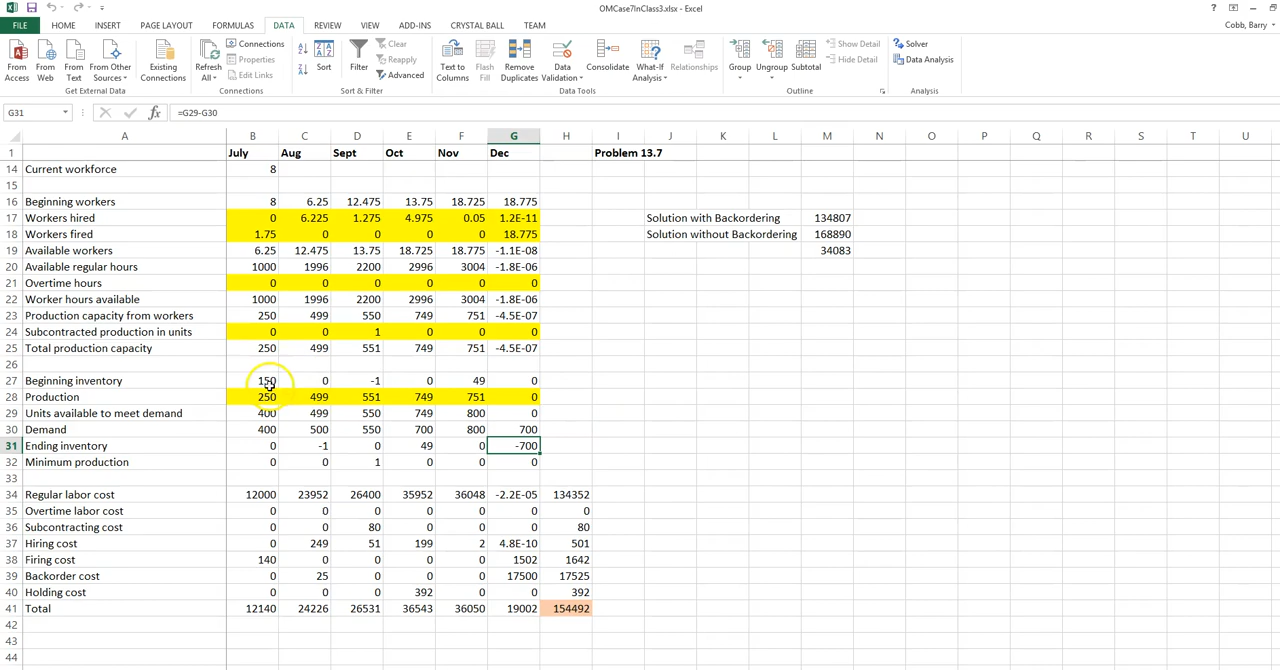 OMCase7InClass3.xlsx - Excel
FILE HOME INSERT PAGE LAYOUT FORMULAS DATA REVIEW VIEW ADD-INS CRYSTAL BALL TEAM Cobb, Barry
From Access From Web From Text From Other Sources Existing Connections Refresh All Connections Properties Edit Links Sort Filter Clear Reapply Advanced Text to Columns Flash Fill Remove Duplicates Data Validation Consolidate What-If Analysis Relationships Group Ungroup Subtotal Show Detail Hide Detail Solver Data Analysis
Get External Data Connections Sort & Filter Data Tools Outline Analysis
G31 fx =G29-G30
A B C D E F G H I J K L M N O P Q R S T U
1 July Aug Sept Oct Nov Dec Problem 13.7
14 Current workforce 8
15
16 Beginning workers 8 6.25 12.475 13.75 18.725 18.775
17 Workers hired 0 6.225 1.275 4.975 0.05 1.2E-11 Solution with Backordering 134807
18 Workers fired 1.75 0 0 0 0 18.775 Solution without Backordering 168890
19 Available workers 6.25 12.475 13.75 18.725 18.775 -1.1E-08 34083
20 Available regular hours 1000 1996 2200 2996 3004 -1.8E-06
21 Overtime hours 0 0 0 0 0 0
22 Worker hours available 1000 1996 2200 2996 3004 -1.8E-06
23 Production capacity from workers 250 499 550 749 751 -4.5E-07
24 Subcontracted production in units 0 0 1 0 0 0
25 Total production capacity 250 499 551 749 751 -4.5E-07
26
27 Beginning inventory 150 0 -1 0 49 0
28 Production 250 499 551 749 751 0
29 Units available to meet demand 400 499 550 749 800 0
30 Demand 400 500 550 700 800 700
31 Ending inventory 0 -1 0 49 0 -700
32 Minimum production 0 0 1 0 0 0
33
34 Regular labor cost 12000 23952 26400 35952 36048 -2.2E-05 134352
35 Overtime labor cost 0 0 0 0 0 0 0
36 Subcontracting cost 0 0 80 0 0 0 80
37 Hiring cost 0 249 51 199 2 4.8E-10 501
38 Firing cost 140 0 0 0 0 1502 1642
39 Backorder cost 0 25 0 0 0 17500 17525
40 Holding cost 0 0 0 392 0 0 392
41 Total 12140 24226 26531 36543 36050 19002 154492
42
43
44